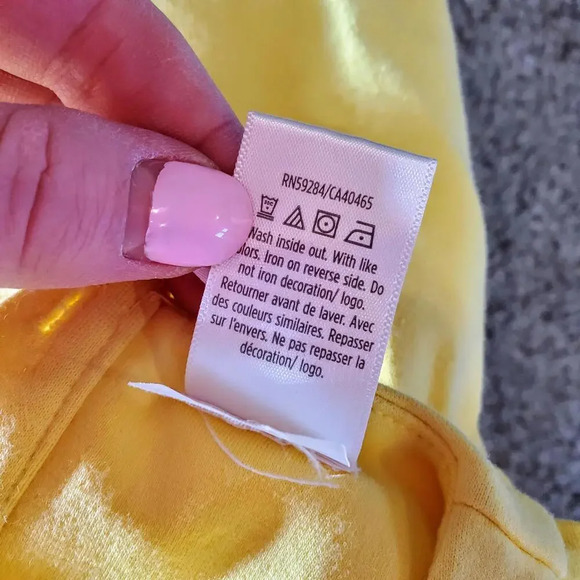 RN59284/CA40465
Wash inside out. With like
colors. Iron on reverse side. Do
not iron decoration/ logo.
Retourner avant de laver. Avec
des couleurs similaires. Repasser
sur l'envers. Ne pas repasser la
décoration/ logo.